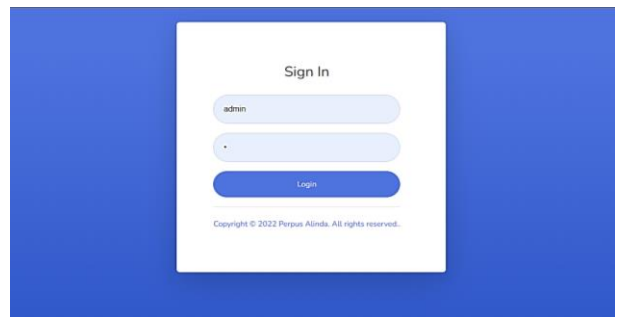 Sign In
admin
•
Login
Copyright © 2022 Perpus Alinda. All rights reserved..